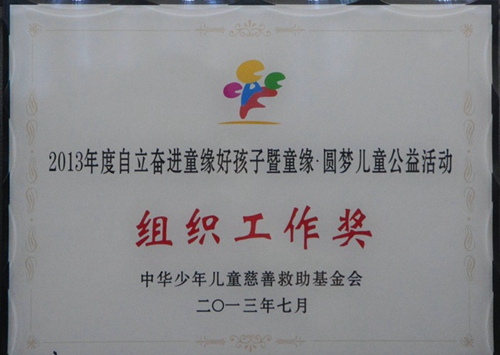 2013年度自立奋进童缘好孩子暨童缘·圆梦儿童公益活动
组织工作奖
中华少年儿童慈善救助基金会
二〇一三年七月